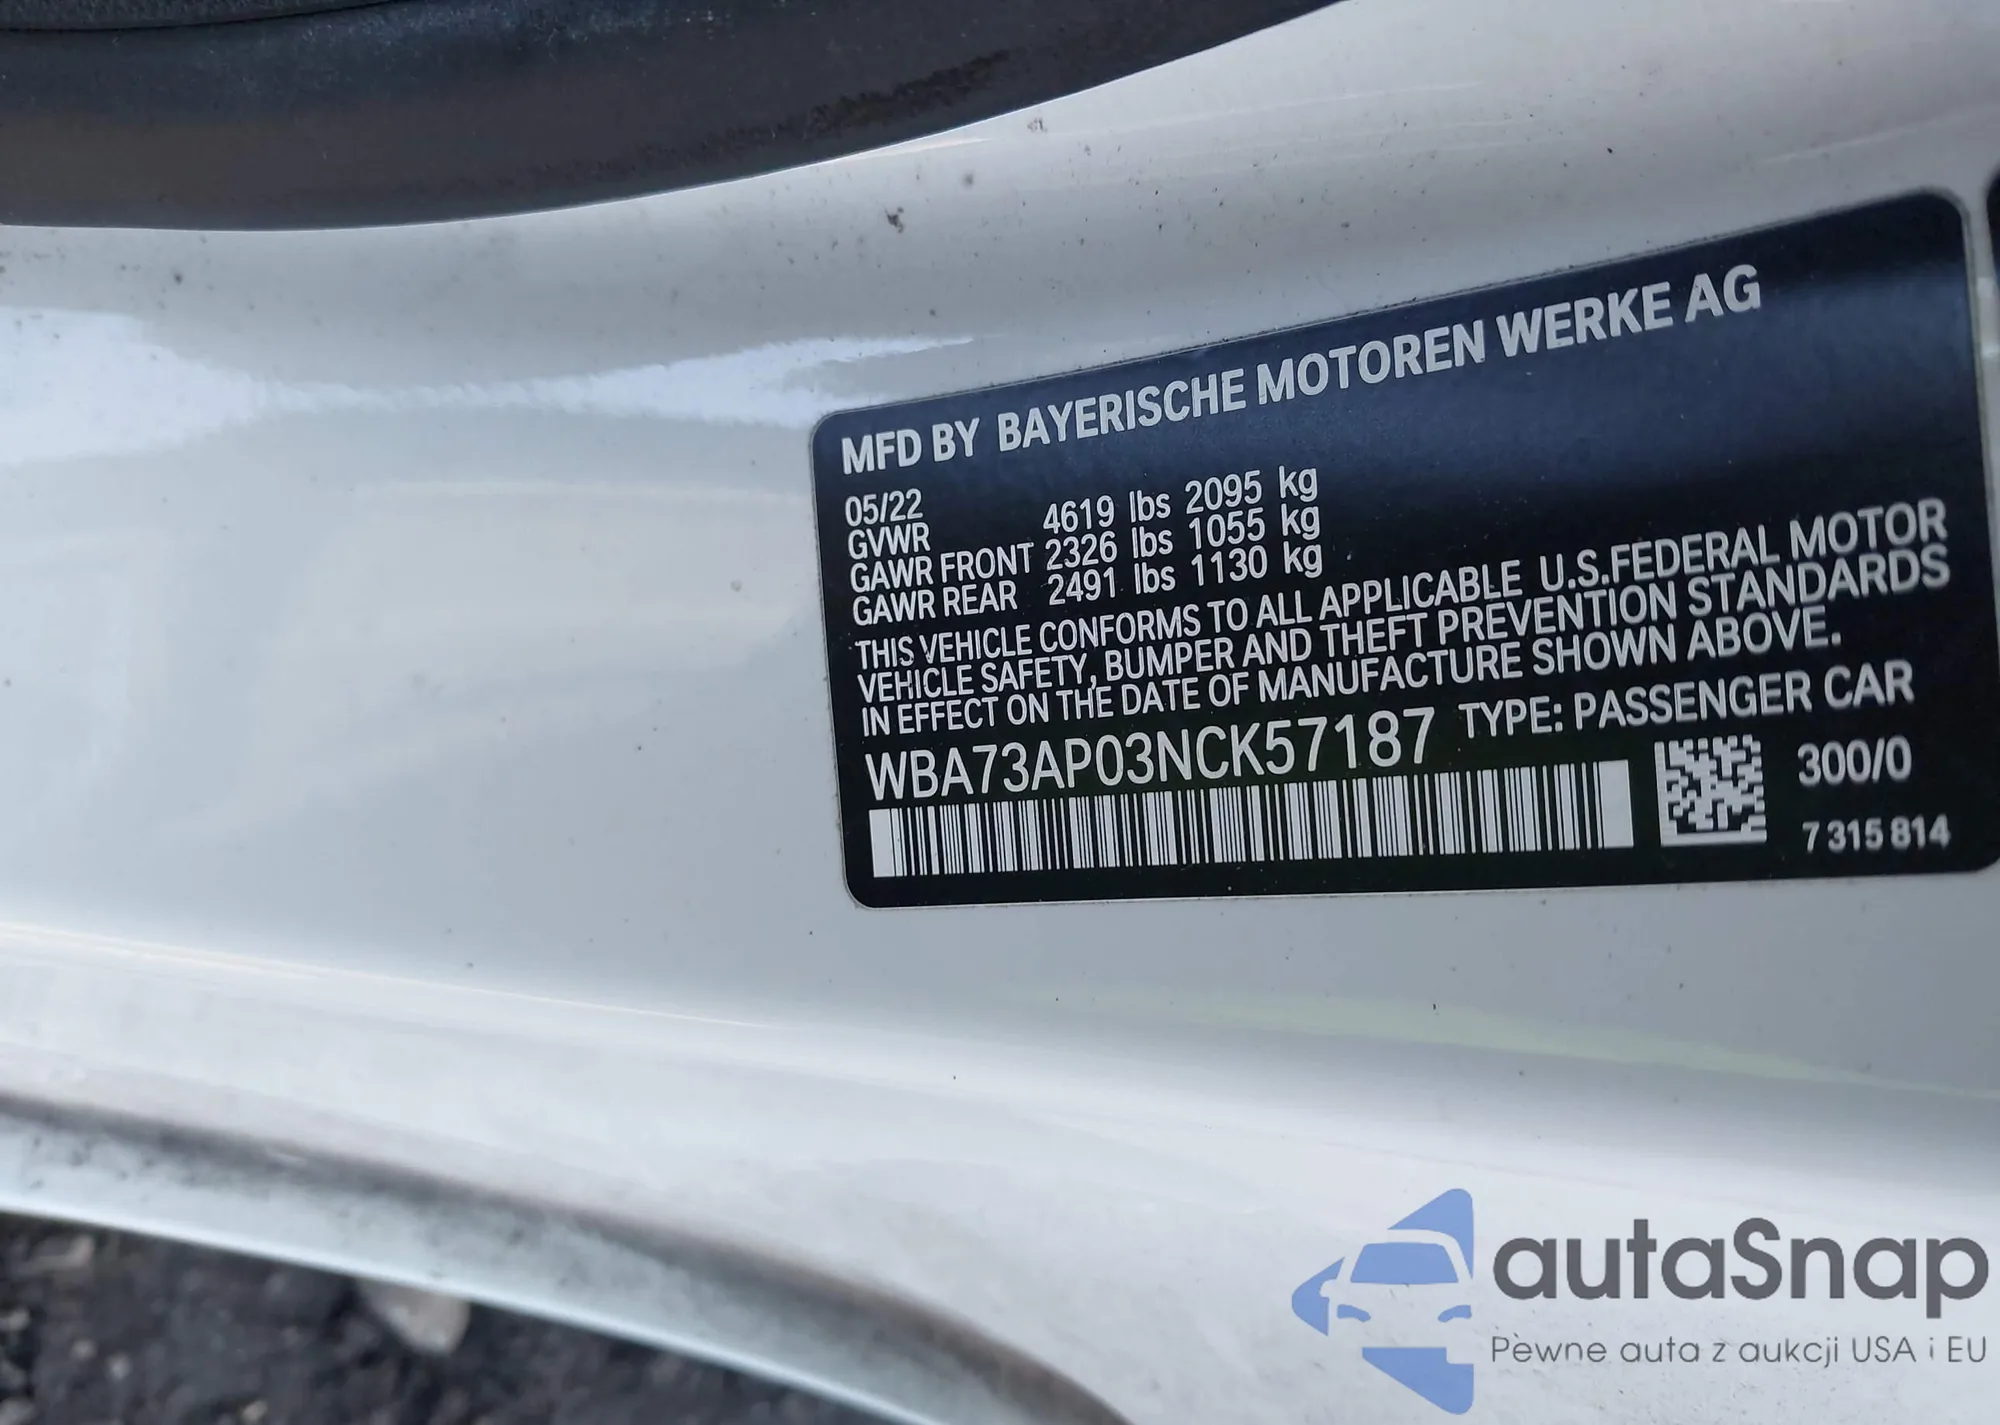 MFD BY BAYERISCHE MOTOREN WERKE AG
05/22
GVWR 4619 lbs 2095 kg
GAWR FRONT 2326 lbs 1055 kg
GAWR REAR 2491 lbs 1130 kg
THIS VEHICLE CONFORMS TO ALL APPLICABLE U.S.FEDERAL MOTOR
VEHICLE SAFETY, BUMPER AND THEFT PREVENTION STANDARDS
IN EFFECT ON THE DATE OF MANUFACTURE SHOWN ABOVE.
WBA73AP03NCK57187 TYPE: PASSENGER CAR
300/0
7 315 814
autaSnap
Pewne auta z aukcji USA i EU